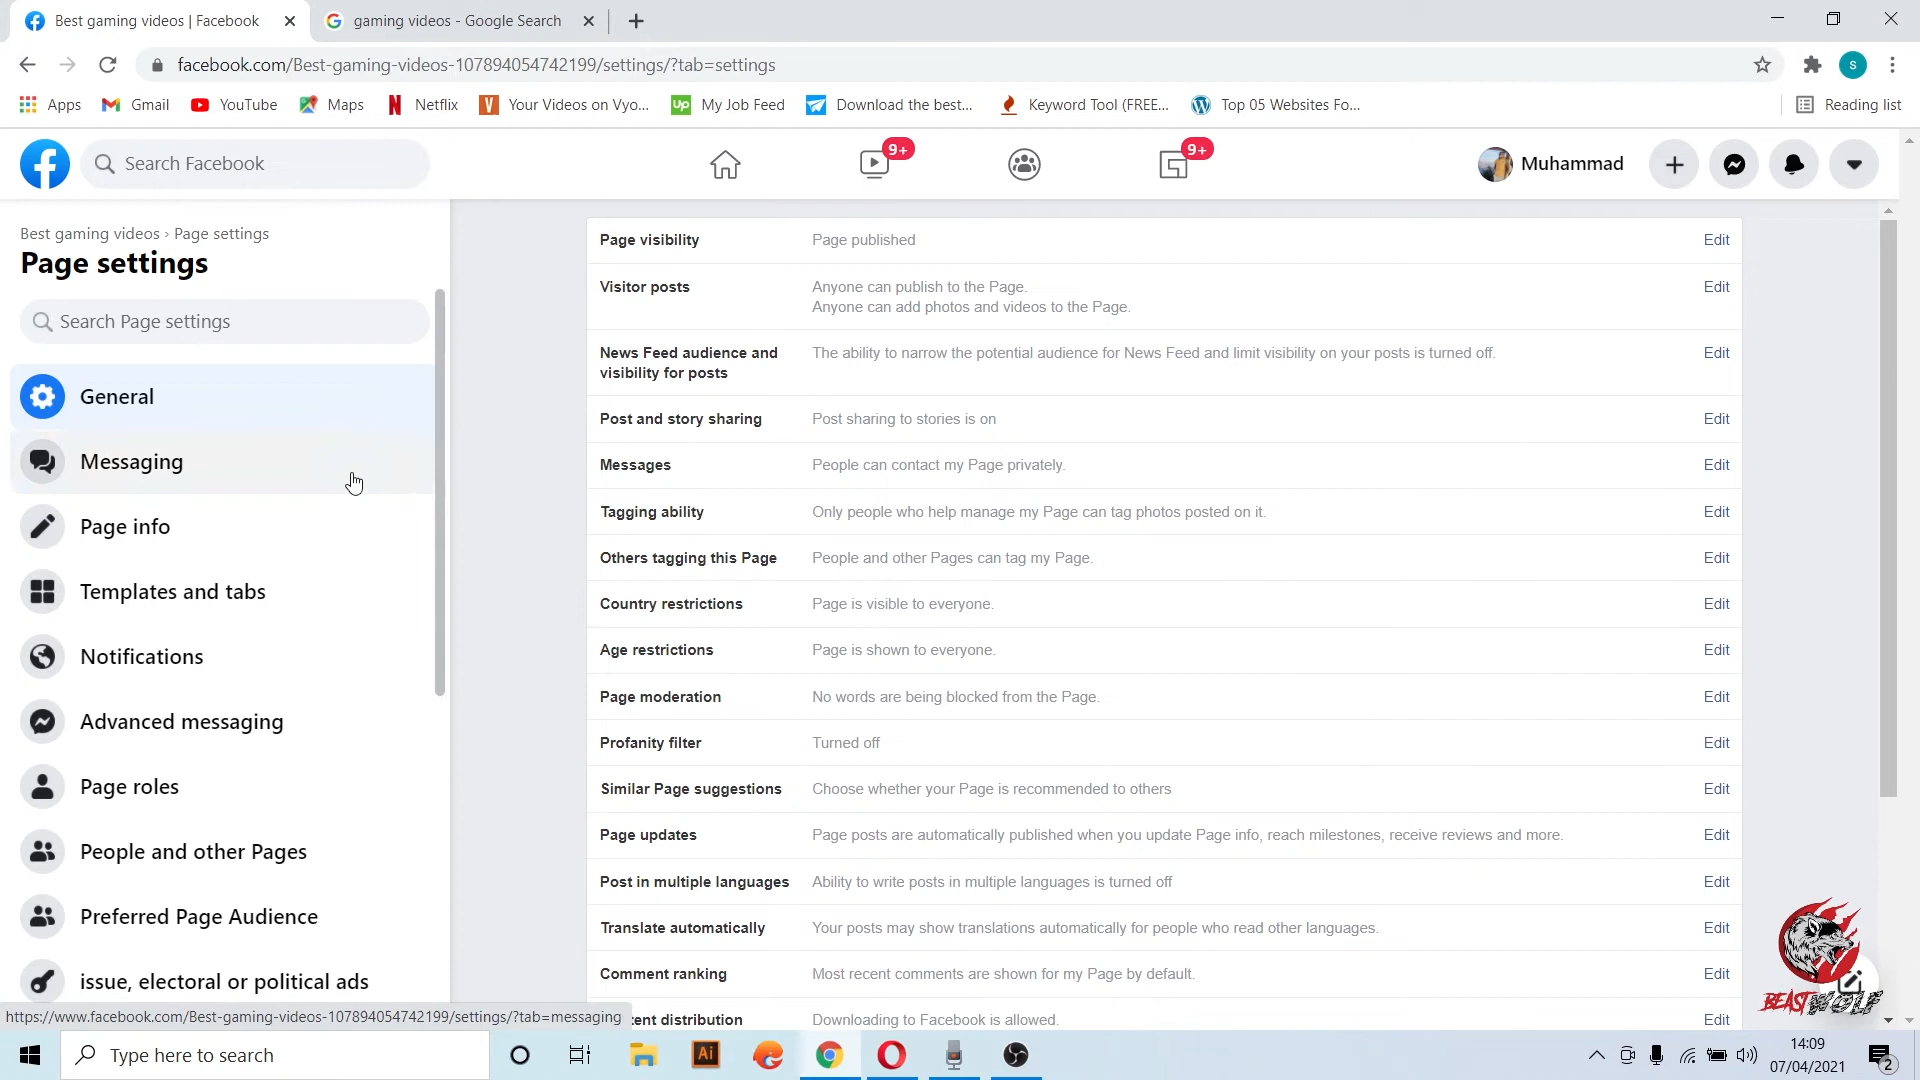 Best gaming videos | Facebook
gaming videos - Google Search
facebook.com/Best-gaming-videos-107894054742199/settings/?tab=settings
s
Apps
Gmail
YouTube
Maps
Netflix
Your Videos on Vyo...
Up
My Job Feed
Download the best...
Keyword Tool (FREE...
Top 05 Websites Fo...
Reading list
Search Facebook
9+
9+
Muhammad
Best gaming videos › Page settings
Page settings
Search Page settings
General
Messaging
Page info
Templates and tabs
Notifications
Advanced messaging
Page roles
People and other Pages
Preferred Page Audience
issue, electoral or political ads
Page visibility Page published Edit
Visitor posts Anyone can publish to the Page. Edit
Anyone can add photos and videos to the Page.
News Feed audience and The ability to narrow the potential audience for News Feed and limit visibility on your posts is turned off. Edit
visibility for posts
Post and story sharing Post sharing to stories is on Edit
Messages People can contact my Page privately. Edit
Tagging ability Only people who help manage my Page can tag photos posted on it. Edit
Others tagging this Page People and other Pages can tag my Page. Edit
Country restrictions Page is visible to everyone. Edit
Age restrictions Page is shown to everyone. Edit
Page moderation No words are being blocked from the Page. Edit
Profanity filter Turned off Edit
Similar Page suggestions Choose whether your Page is recommended to others Edit
Page updates Page posts are automatically published when you update Page info, reach milestones, receive reviews and more. Edit
Post in multiple languages Ability to write posts in multiple languages is turned off Edit
Translate automatically Your posts may show translations automatically for people who read other languages. Edit
Comment ranking Most recent comments are shown for my Page by default. Edit
tent distribution Downloading to Facebook is allowed. Edit
BEAST WOLF
https://www.facebook.com/Best-gaming-videos-107894054742199/settings/?tab=messaging
Type here to search
Ai
14:09
07/04/2021
2